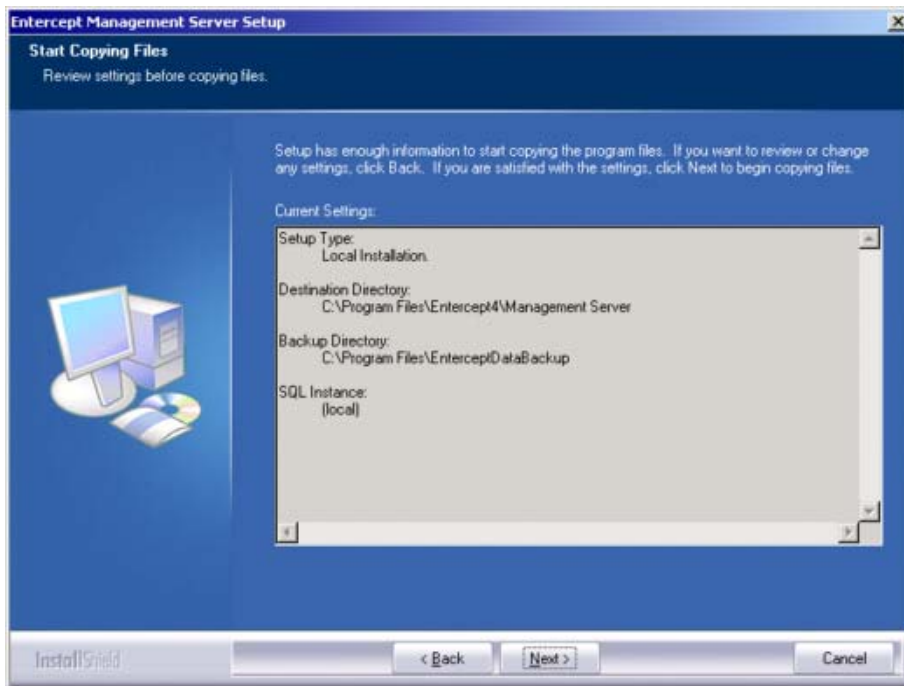 Entercept Management Server Setup
Start Copying Files
Review settings before copying files.
Setup has enough information to start copying the program files. If you want to review or change
any settings, click Back. If you are satisfied with the settings, click Next to begin copying files.
Current Settings:
Setup Type:
Local Installation.
Destination Directory:
C:\Program Files\Entercept4\Management Server
Backup Directory:
C:\Program Files\EnterceptDataBackup
SQL Instance:
(local)
InstallShield
< Back
Next >
Cancel